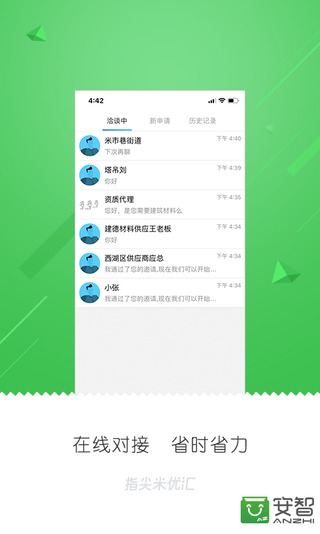 4:42
洽谈中 新申请 历史记录
米市巷街道 下午 4:40
下次再聊
塔吊刘 下午 4:39
你好
资质代理 下午 4:35
您好，是您需要建筑材料么
建德材料供应王老板 下午 4:34
你好
西湖区供应商应总 下午 4:34
我通过了您的邀请,现在我们可以开始...
小张 下午 4:34
我通过了您的邀请,现在我们可以开始...
在线对接 省时省力
指尖米优汇
AZ 安智
ANZHI